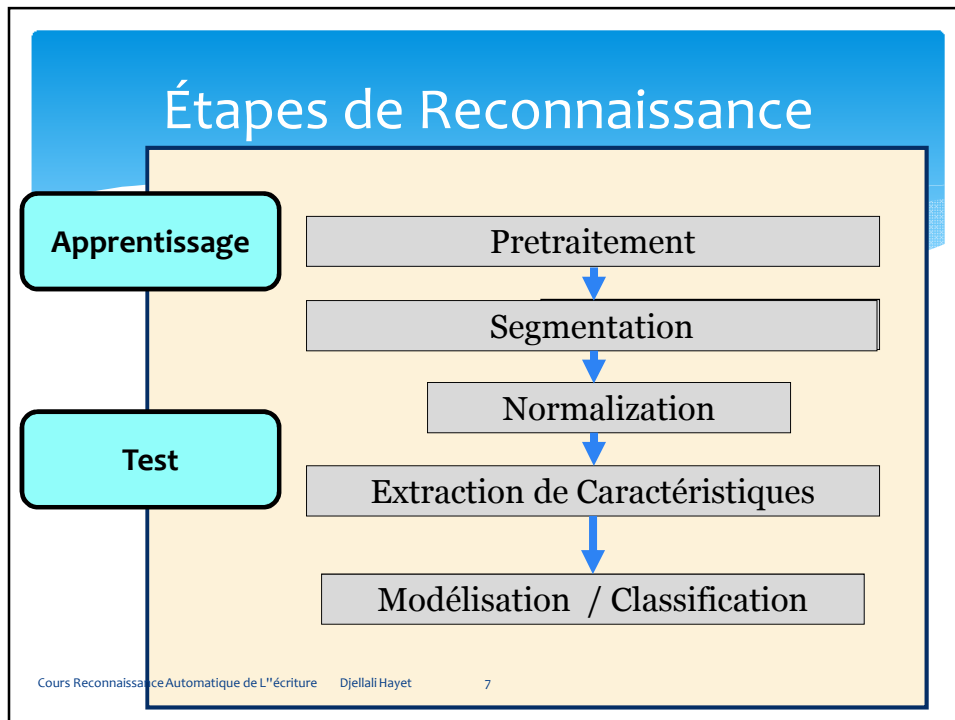 Étapes de Reconnaissance
Apprentissage
Pretraitement
Segmentation
Normalization
Test
Extraction de Caractéristiques
Modélisation / Classification
Cours Reconnaissance Automatique de L"écriture Djellali Hayet 7